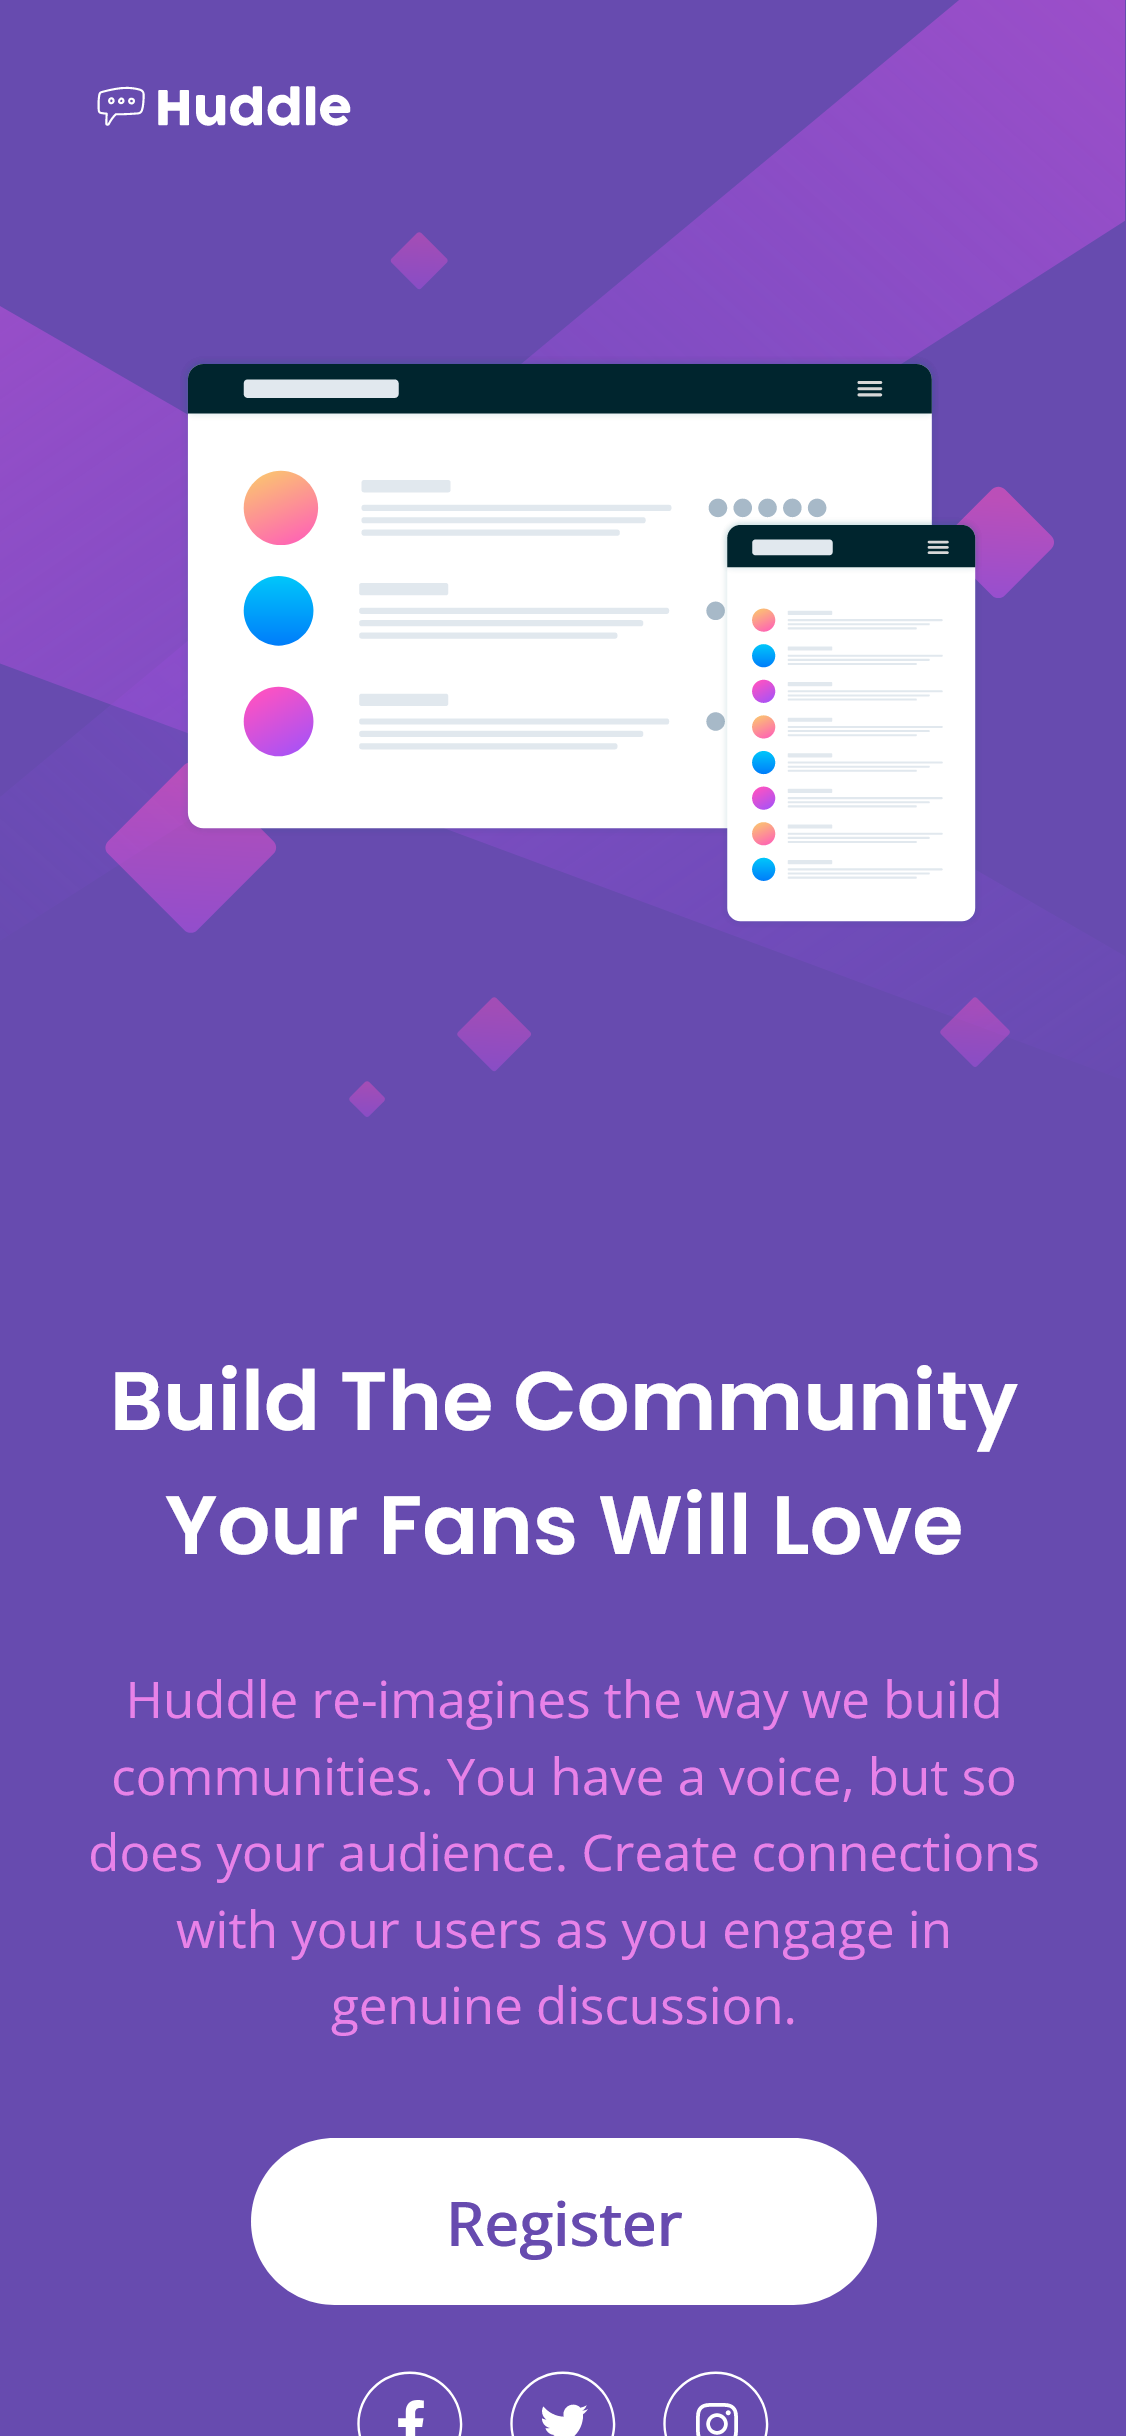 Huddle
Build The Community
Your Fans Will Love
Huddle re-imagines the way we build
communities. You have a voice, but so
does your audience. Create connections
with your users as you engage in
genuine discussion.
Register